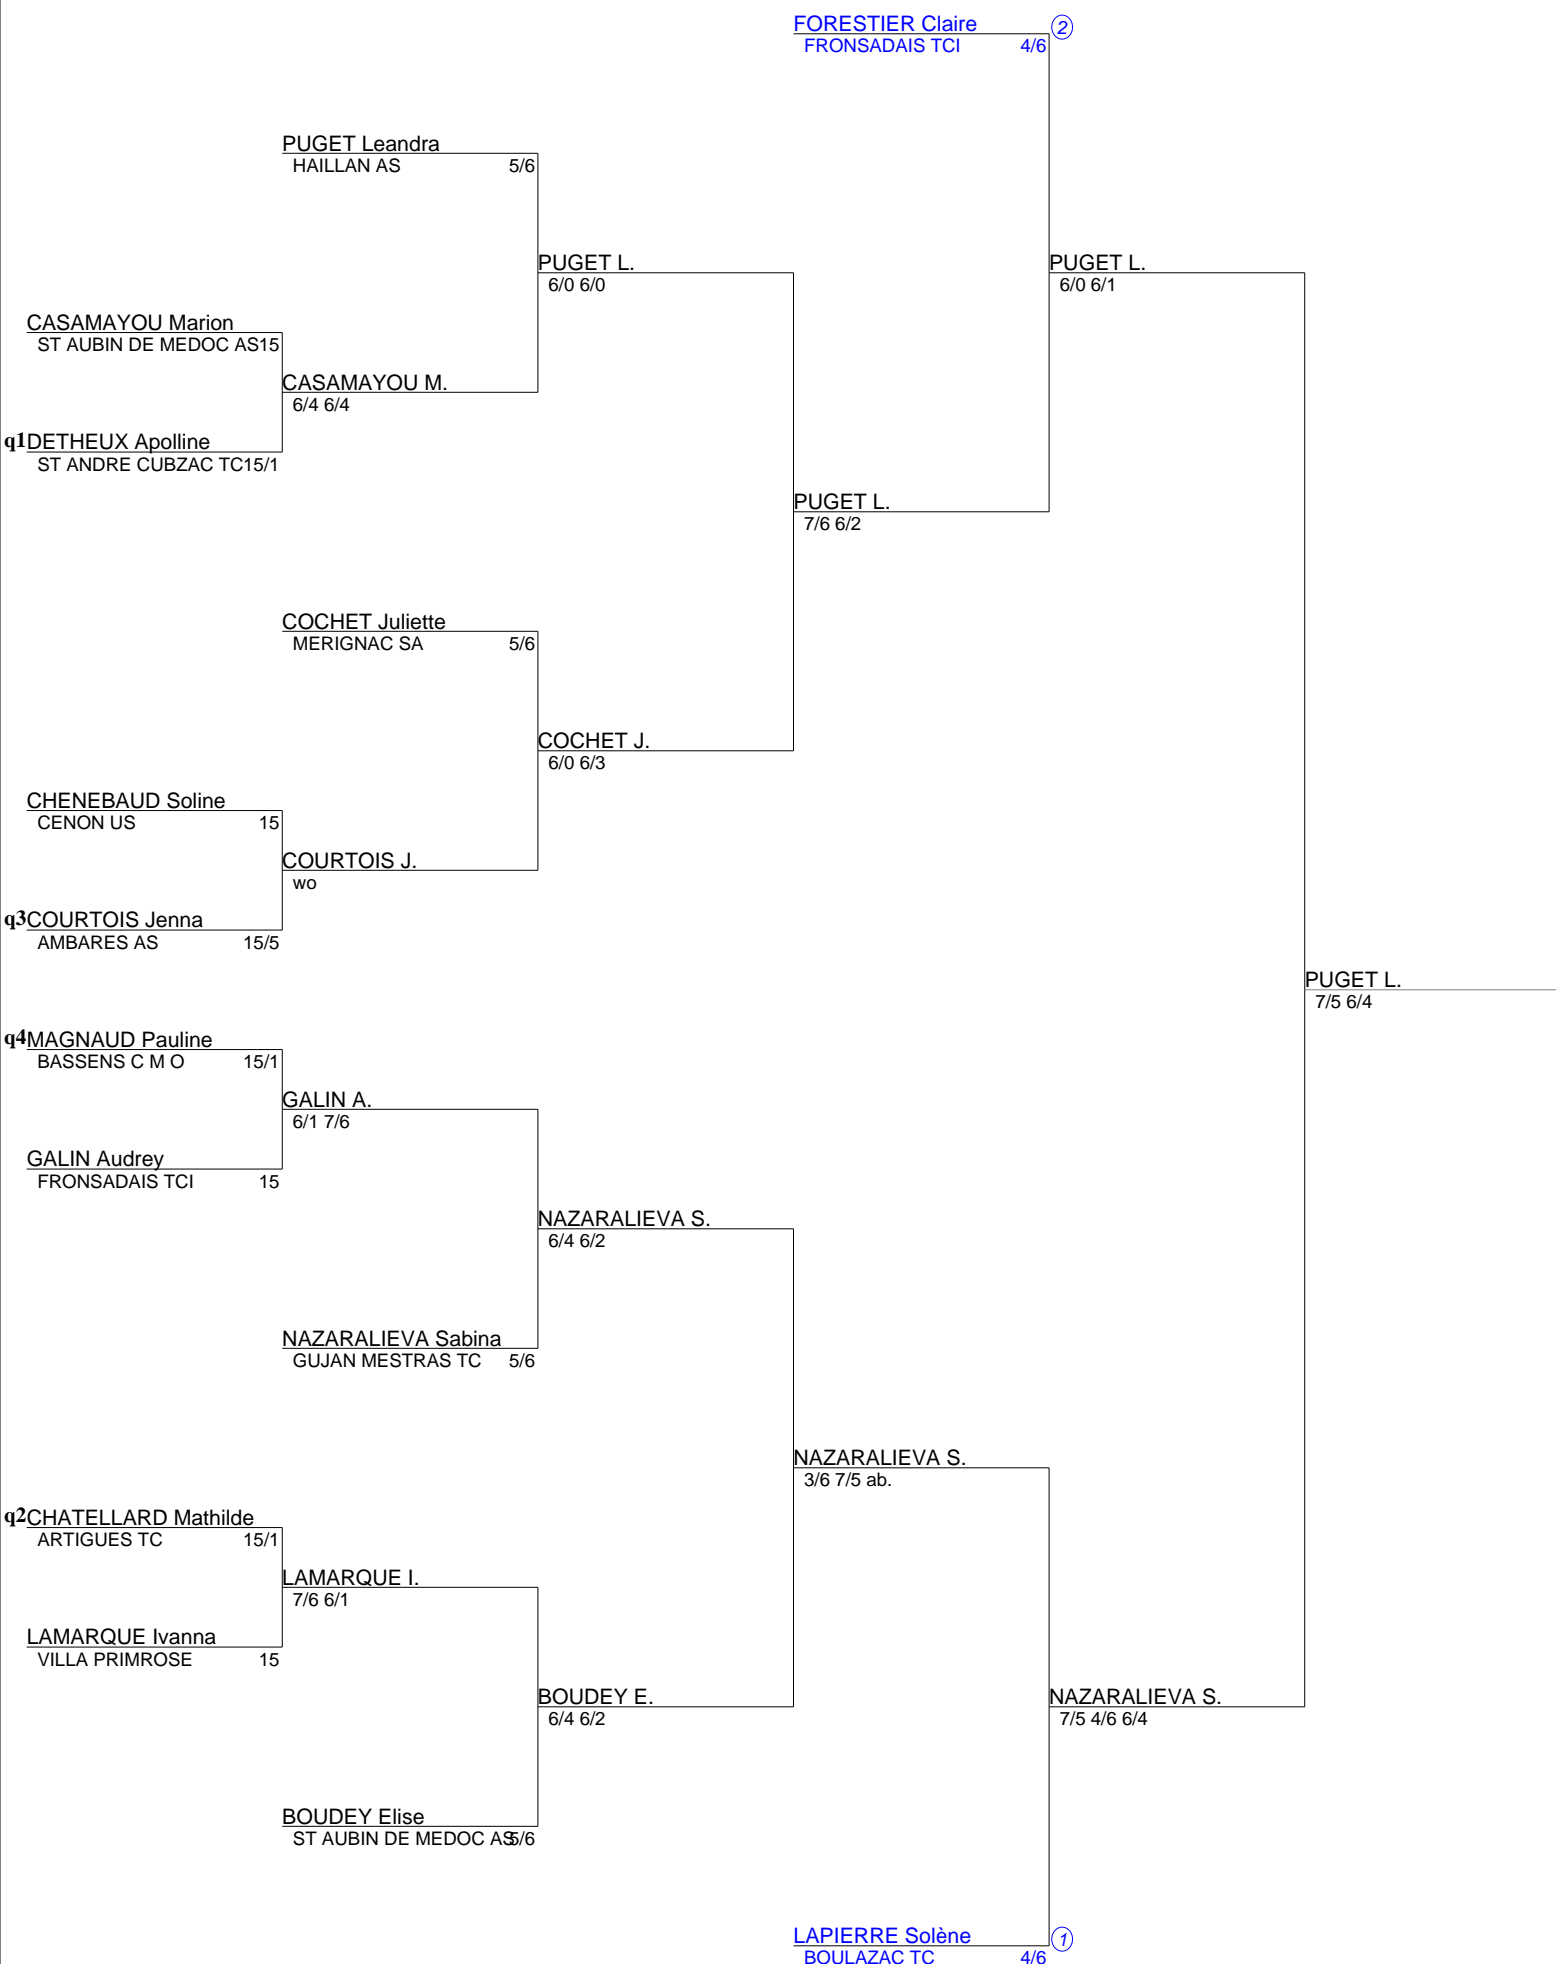 FORESTIER Claire 2
FRONSADAIS TCI 4/6
PUGET Leandra
HAILLAN AS 5/6
PUGET L.
6/0 6/0
PUGET L.
6/0 6/1
CASAMAYOU Marion
ST AUBIN DE MEDOC AS15
CASAMAYOU M.
6/4 6/4
q1DETHEUX Apolline
ST ANDRE CUBZAC TC15/1
PUGET L.
7/6 6/2
COCHET Juliette
MERIGNAC SA 5/6
COCHET J.
6/0 6/3
CHENEBAUD Soline
CENON US 15
COURTOIS J.
wo
q3COURTOIS Jenna
AMBARES AS 15/5
PUGET L.
7/5 6/4
q4MAGNAUD Pauline
BASSENS C M O 15/1
GALIN A.
6/1 7/6
GALIN Audrey
FRONSADAIS TCI 15
NAZARALIEVA S.
6/4 6/2
NAZARALIEVA Sabina
GUJAN MESTRAS TC 5/6
NAZARALIEVA S.
3/6 7/5 ab.
q2CHATELLARD Mathilde
ARTIGUES TC 15/1
LAMARQUE I.
7/6 6/1
LAMARQUE Ivanna
VILLA PRIMROSE 15
BOUDEY E.
6/4 6/2
NAZARALIEVA S.
7/5 4/6 6/4
BOUDEY Elise
ST AUBIN DE MEDOC AS5/6
LAPIERRE Solène 1
BOULAZAC TC 4/6